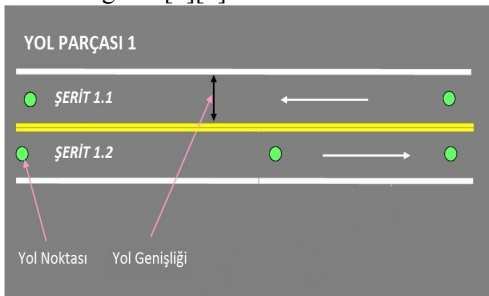 YOL PARÇASI 1
ŞERİT 1.1
ŞERİT 1.2
Yol Noktası Yol Genişliği